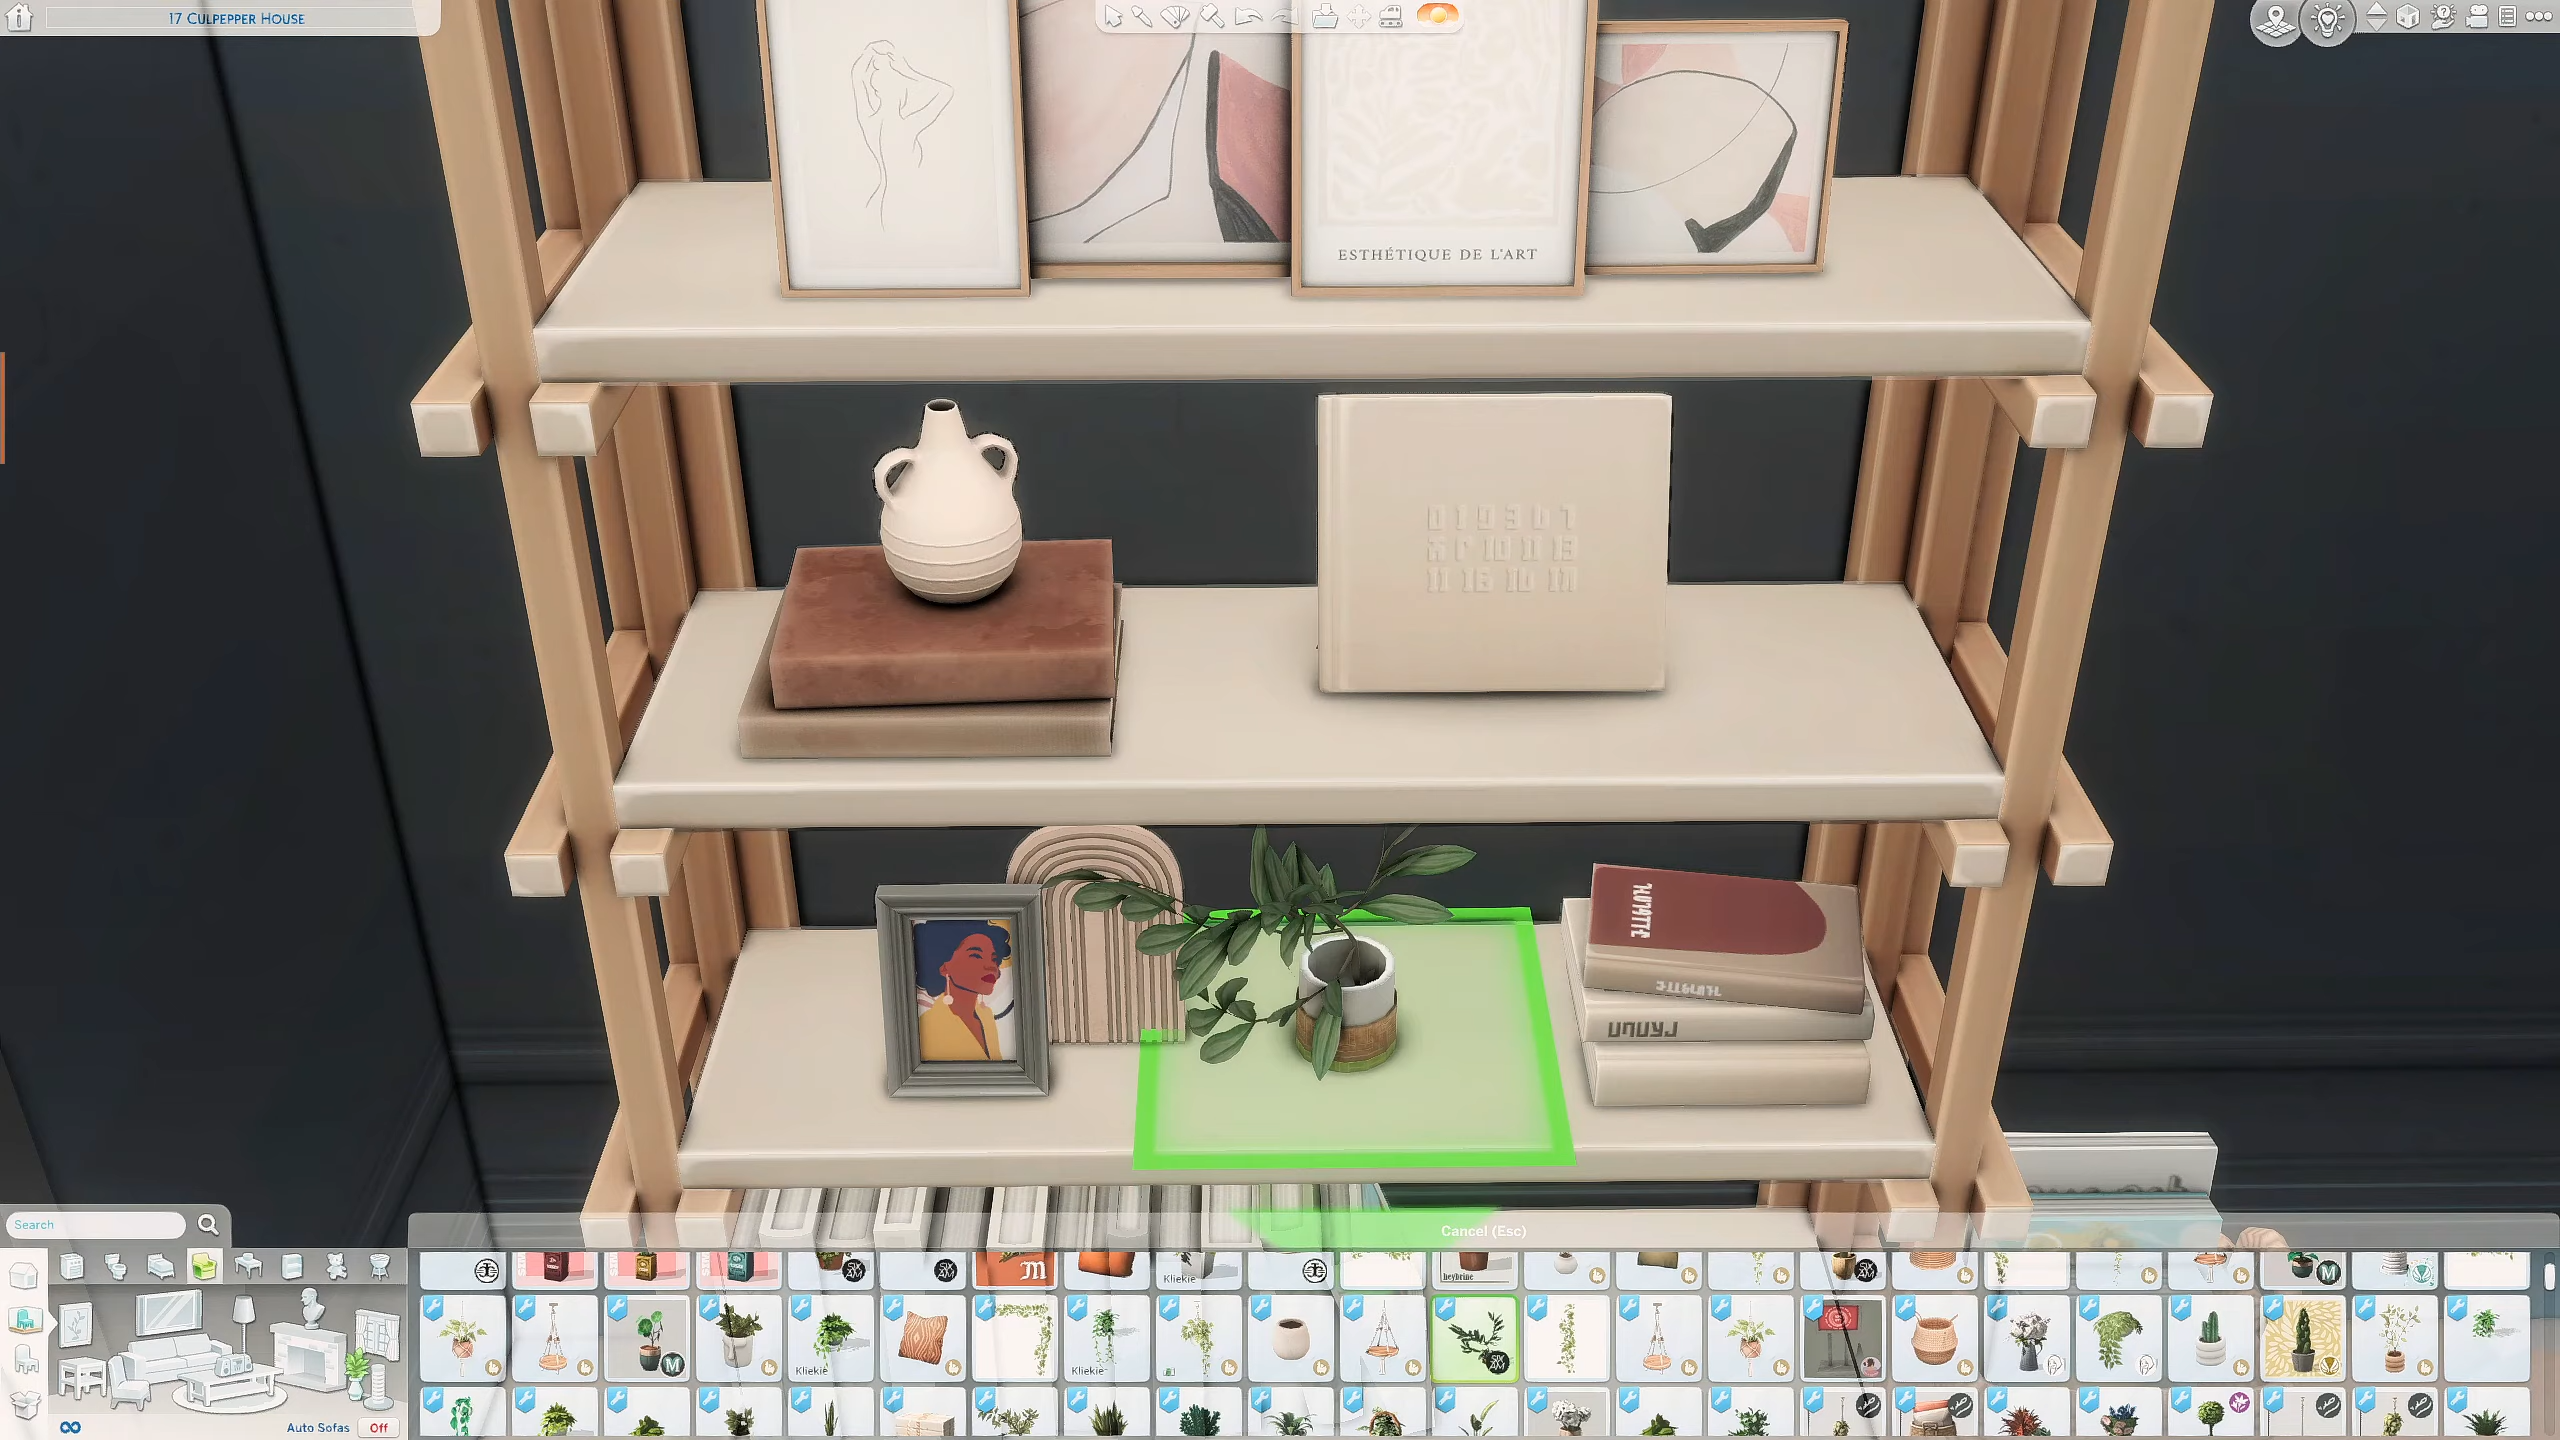 17 Culpepper House
ESTHÉTIQUE DE L'ART
Search
Cancel (Esc)
heybrine
Kliekie
Kliekie
Kliekie
Auto Sofas
Off